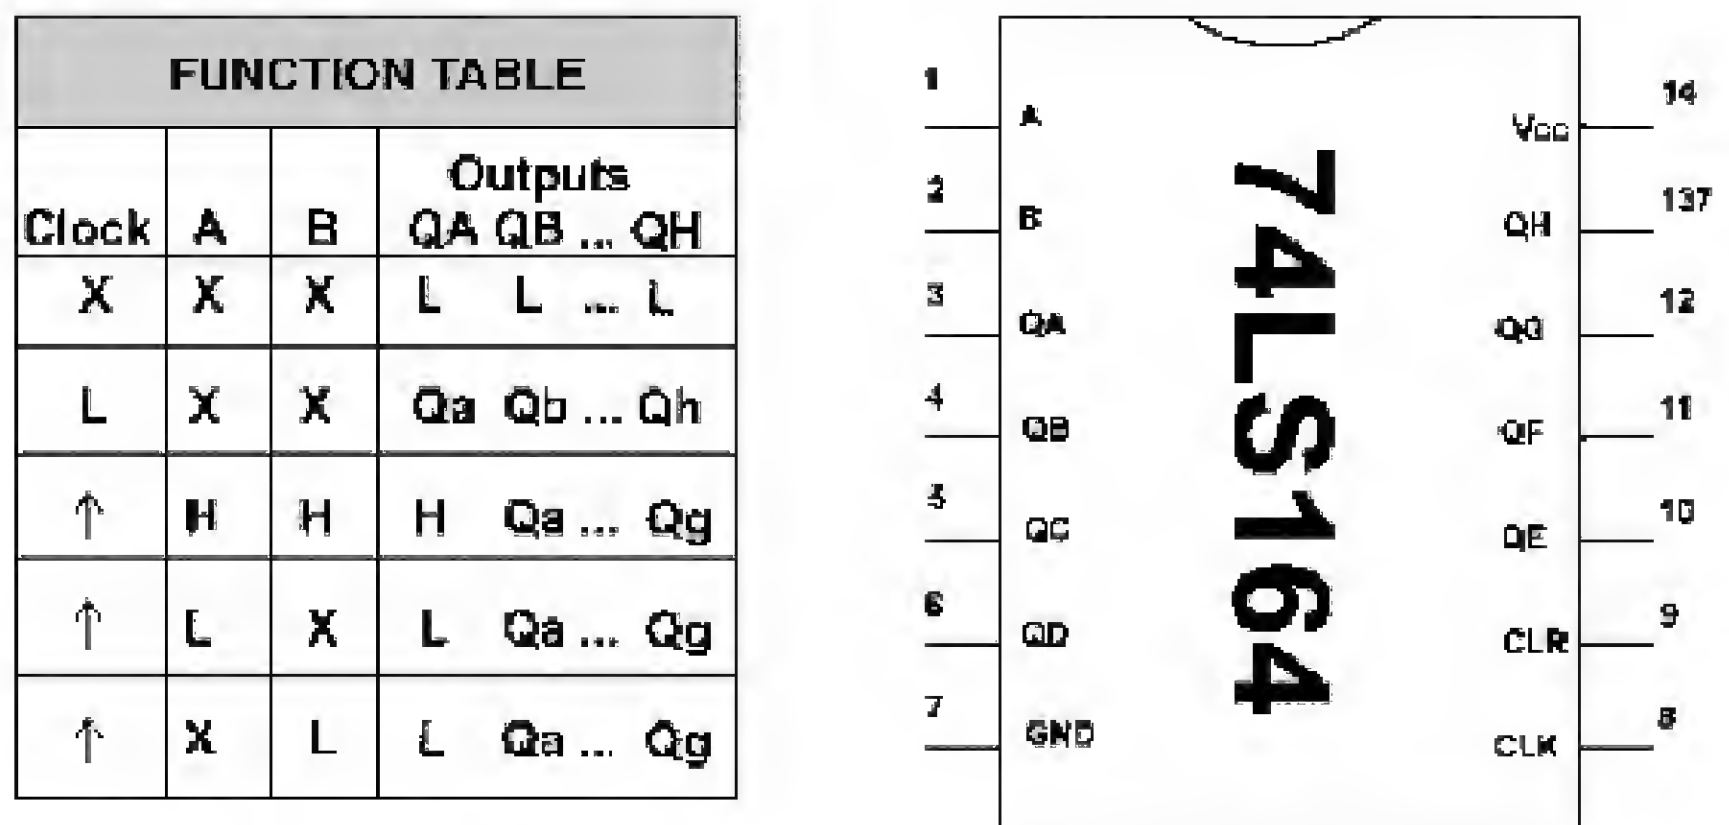 FUNCTION TABLE
Outputs
Clock A B QA QB ... QH
X X X L L ... L
L X X Qa Qb ... Qh
↑ H H H Qa ... Qg
↑ L X L Qa ... Qg
↑ X L L Qa ... Qg
1 A
2 B
3 QA
4 QB
5 QC
6 QD
7 GND
74LS164
14 Vcc
137 QH
12 QG
11 QF
10 QE
9 CLR
8 CLK